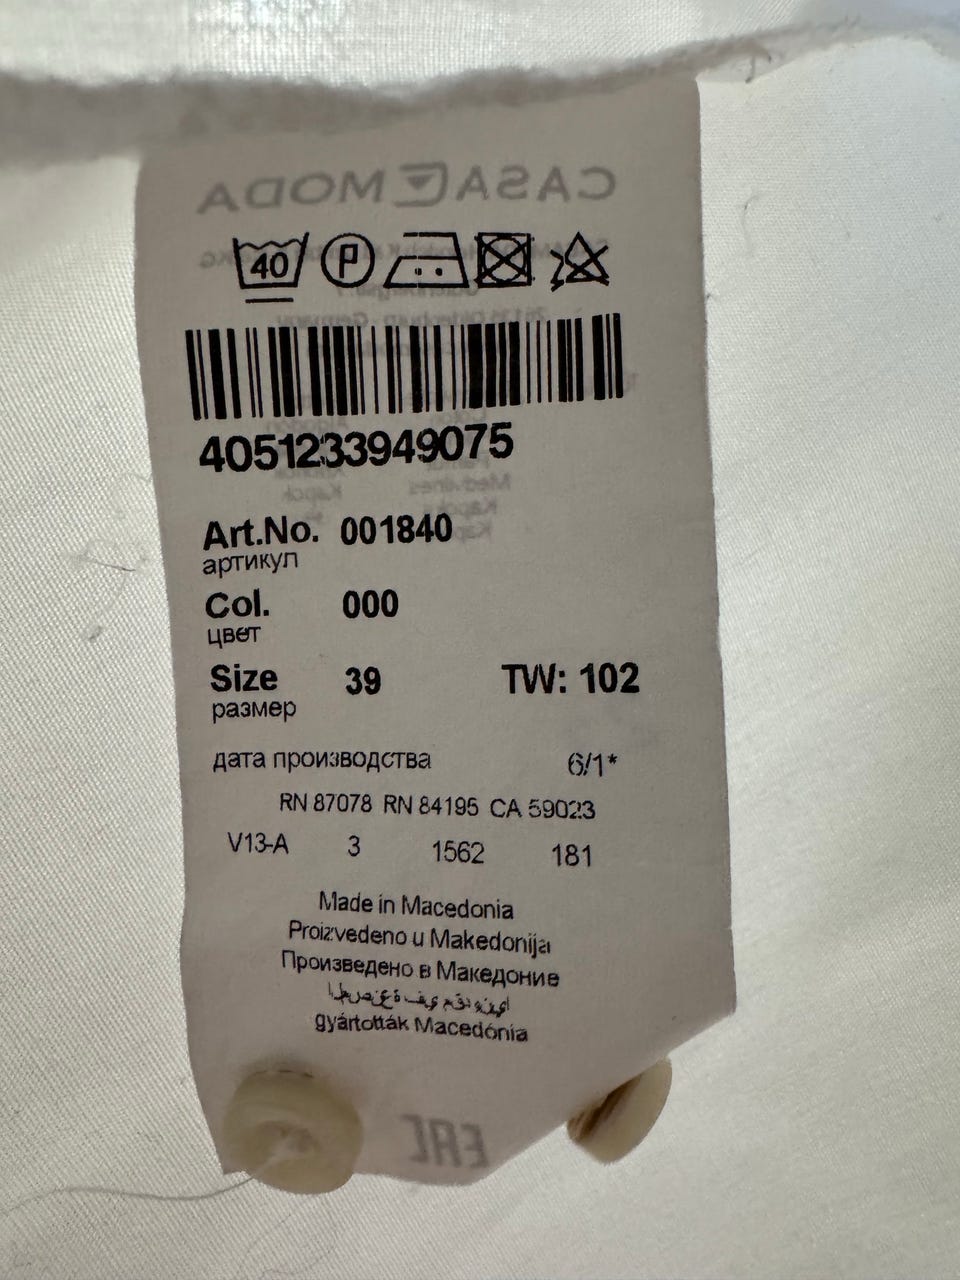 CASA MODA
40 P
4051233949075
Art.No. 001840
артикул
Col. 000
цвет
Size 39 TW: 102
размер
дата производства 6/1*
RN 87078 RN 84195 CA 59023
V13-A 3 1562 181
Made in Macedonia
Proizvedeno u Makedonija
Произведено в Македоние
gyártották Macedónia
EAC